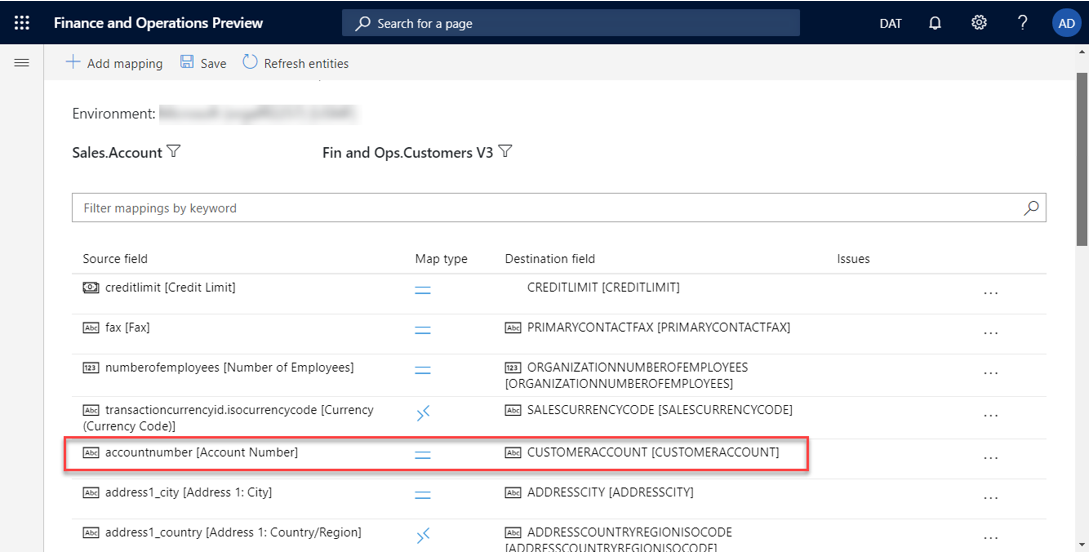 Finance and Operations Preview
Search for a page
DAT
?
AD
Add mapping
Save
Refresh entities
Environment:
Sales.Account
Fin and Ops.Customers V3
Filter mappings by keyword
Source field
Map type
Destination field
Issues
creditlimit [Credit Limit]
CREDITLIMIT [CREDITLIMIT]
...
Abc fax [Fax]
Abc PRIMARYCONTACTFAX [PRIMARYCONTACTFAX]
...
123 numberofemployees [Number of Employees]
123 ORGANIZATIONNUMBEROFEMPLOYEES
[ORGANIZATIONNUMBEROFEMPLOYEES]
...
Abc transactioncurrencyid.isocurrencycode [Currency
(Currency Code)]
Abc SALESCURRENCYCODE [SALESCURRENCYCODE]
...
Abc accountnumber [Account Number]
Abc CUSTOMERACCOUNT [CUSTOMERACCOUNT]
...
Abc address1_city [Address 1: City]
Abc ADDRESSCITY [ADDRESSCITY]
...
Abc address1_country [Address 1: Country/Region]
Abc ADDRESSCOUNTRYREGIONISOCODE
[ADDRESSCOUNTRYREGIONISOCODE]
...